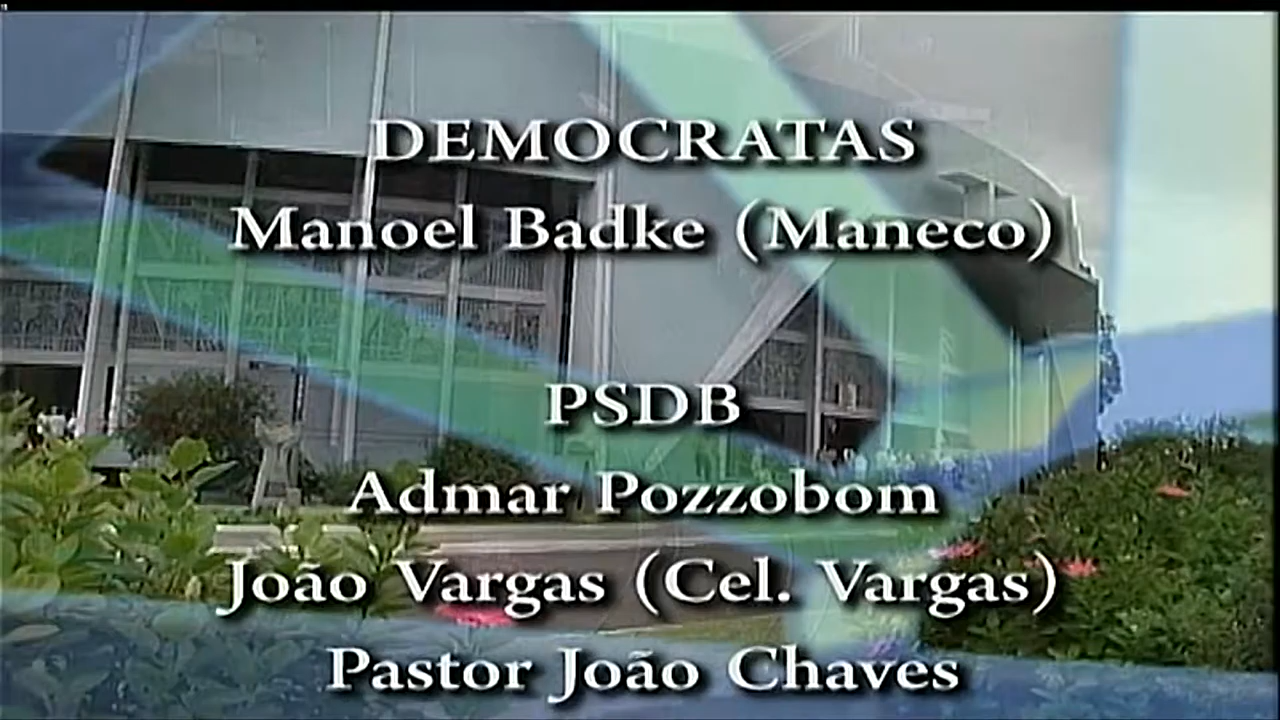 DEMOCRATAS
Manoel Badke (Maneco)
PSDB
Admar Pozzobom
João Vargas (Cel. Vargas)
Pastor João Chaves